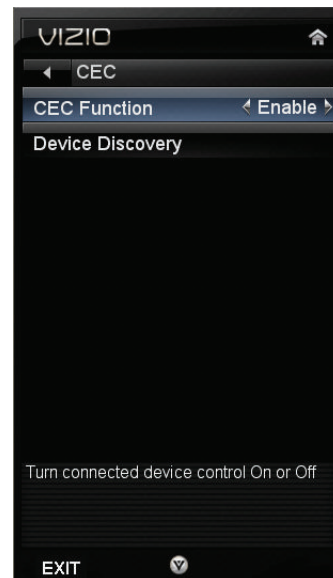 VIZIO
CEC
CEC Function Enable
Device Discovery
Turn connected device control On or Off
EXIT